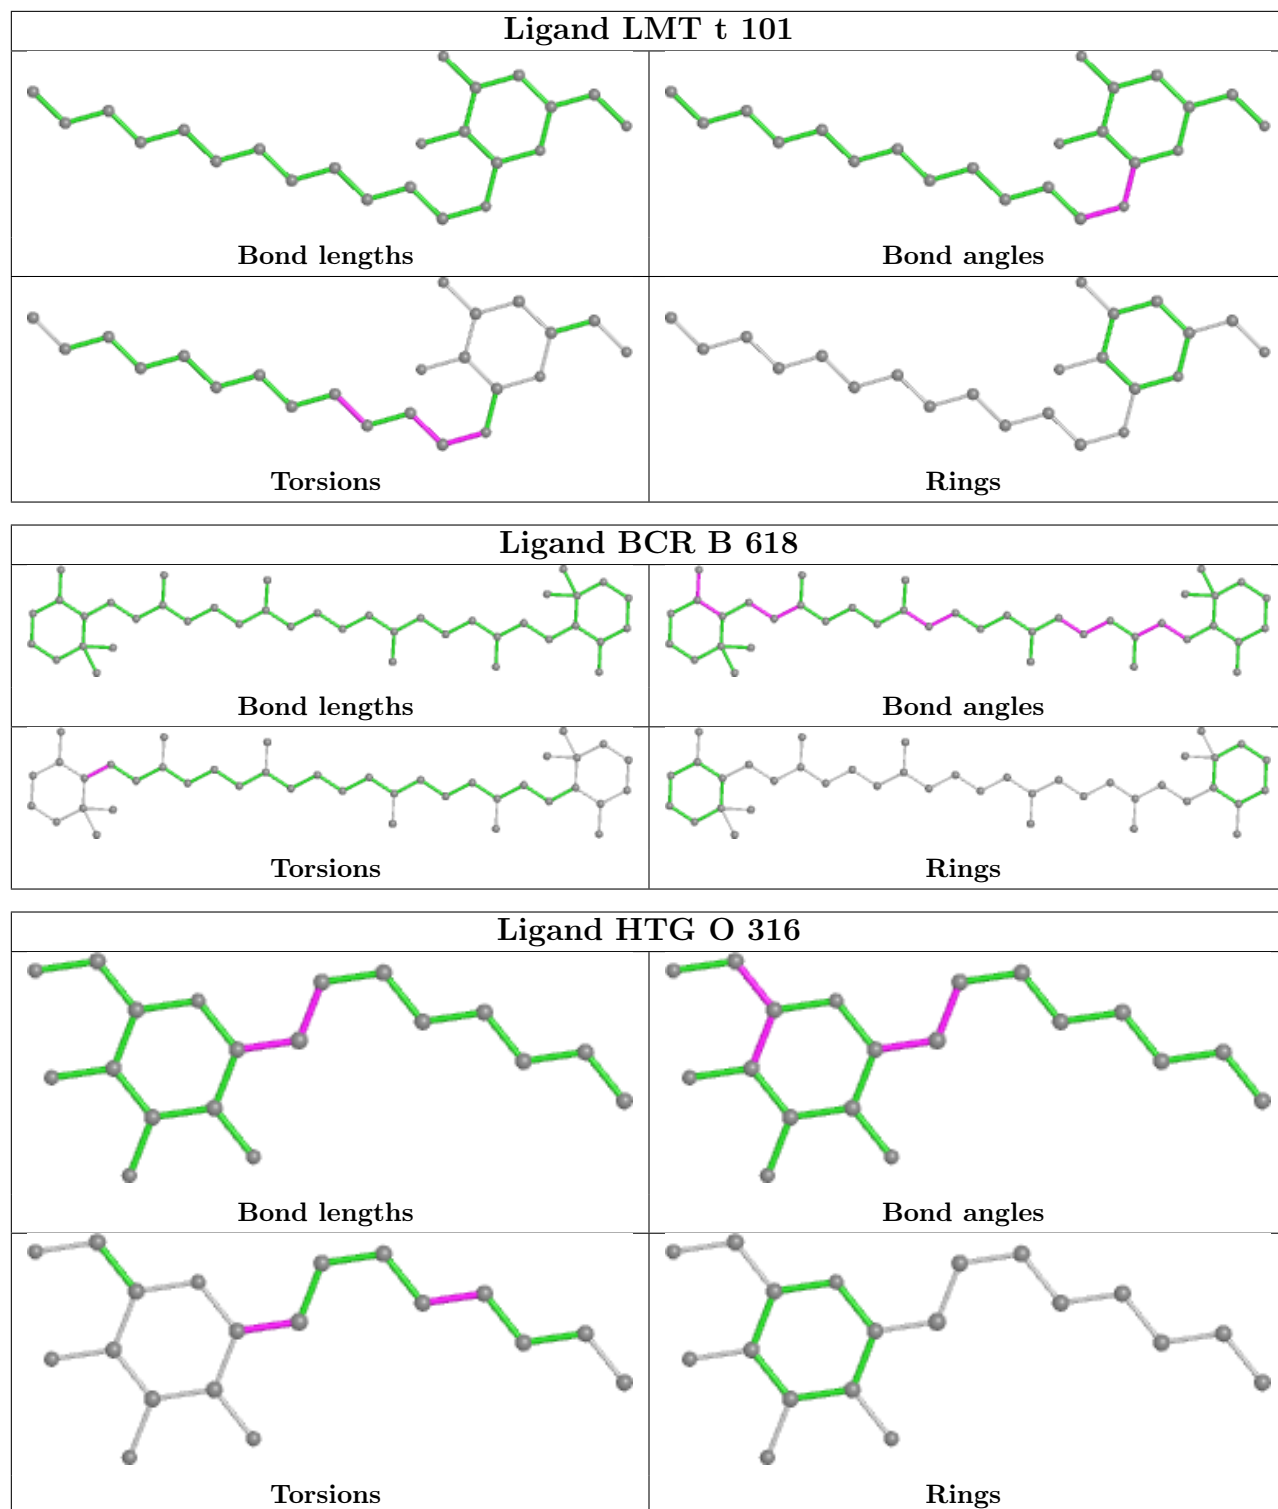 Ligand LMT t 101
Bond lengths
Bond angles
Torsions
Rings
Ligand BCR B 618
Bond lengths
Bond angles
Torsions
Rings
Ligand HTG O 316
Bond lengths
Bond angles
Torsions
Rings